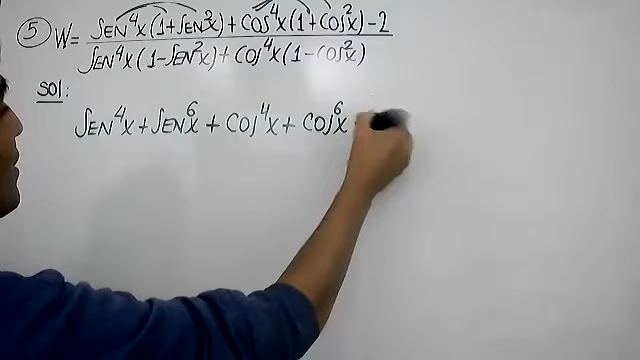 5 W= SEN⁴x(1+SEN²x)+COS⁴x(1+COS²x)-2
SEN⁴x(1-SEN²x)+COS⁴x(1-COS²x)
SOL:
SEN⁴x+SEN⁶x+COS⁴x+COS⁶x